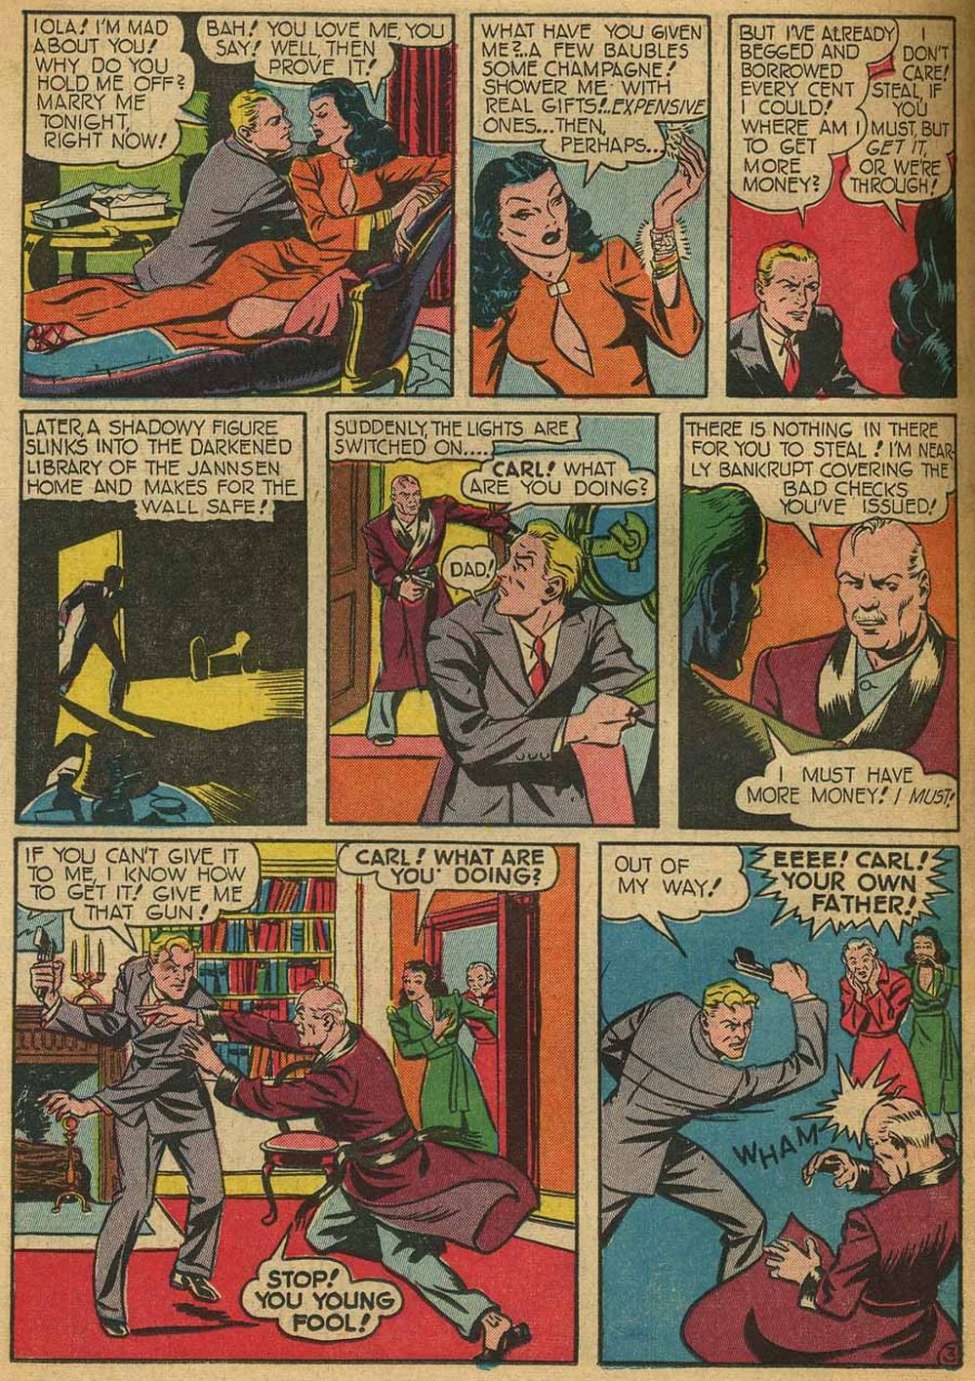 IOLA! I'M MAD
ABOUT YOU!
WHY DO YOU
HOLD ME OFF?
MARRY ME
TONIGHT,
RIGHT NOW!
BAH! YOU LOVE ME, YOU
SAY! WELL, THEN
PROVE IT!
WHAT HAVE YOU GIVEN
ME?..A FEW BAUBLES
SOME CHAMPAGNE!
SHOWER ME WITH
REAL GIFTS!..EXPENSIVE
ONES...THEN,
PERHAPS...
BUT I'VE ALREADY
BEGGED AND
BORROWED
EVERY CENT
I COULD!
WHERE AM I
TO GET
MORE
MONEY?
I
DON'T
CARE!
STEAL, IF
YOU
MUST, BUT
GET IT,
OR WE'RE
THROUGH!
LATER, A SHADOWY FIGURE
SLINKS INTO THE DARKENED
LIBRARY OF THE JANNSEN
HOME AND MAKES FOR THE
WALL SAFE!
SUDDENLY, THE LIGHTS ARE
SWITCHED ON....
CARL! WHAT
ARE YOU DOING?
DAD!
THERE IS NOTHING IN THERE
FOR YOU TO STEAL! I'M NEAR-
LY BANKRUPT COVERING THE
BAD CHECKS
YOU'VE ISSUED!
I MUST HAVE
MORE MONEY! I MUST!
IF YOU CAN'T GIVE IT
TO ME, I KNOW HOW
TO GET IT! GIVE ME
THAT GUN!
CARL! WHAT ARE
YOU DOING?
STOP!
YOU YOUNG
FOOL!
OUT OF
MY WAY!
EEEE! CARL!
YOUR OWN
FATHER!
WHAM
3